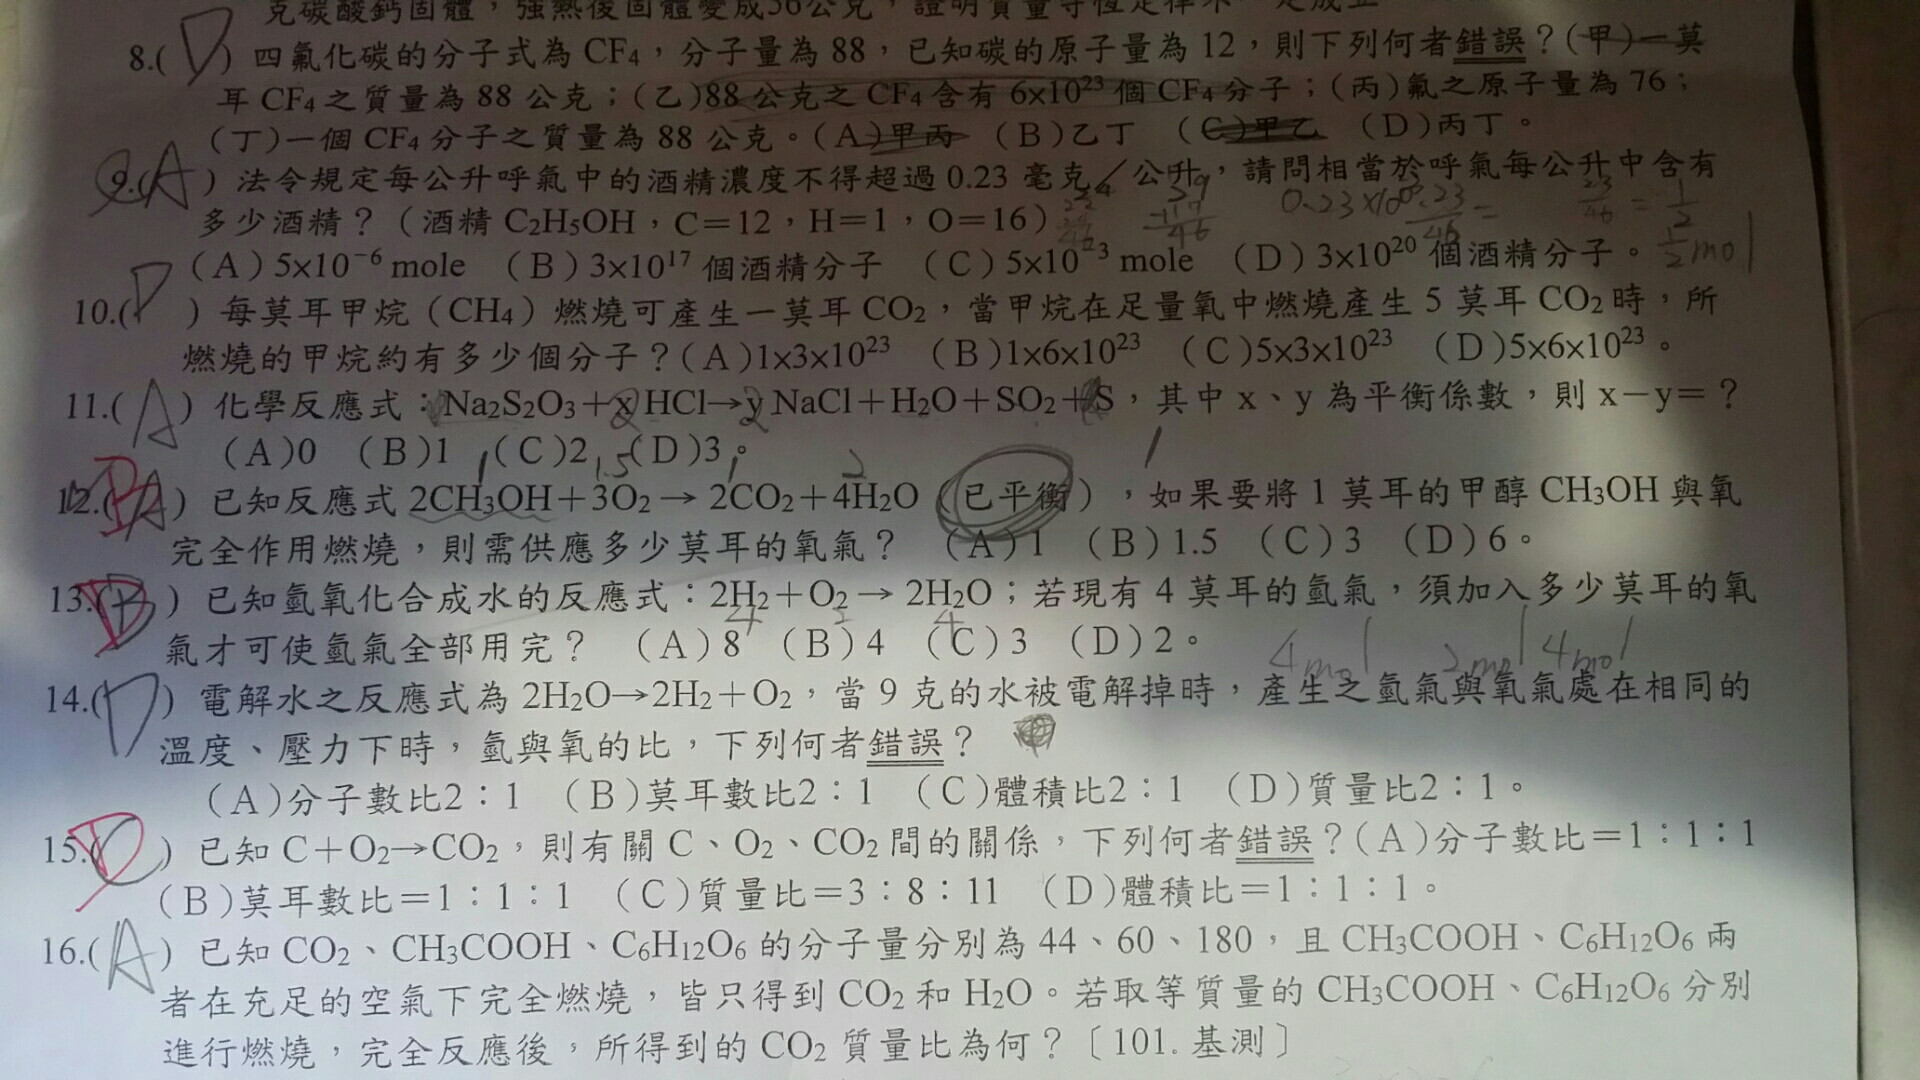 克碳酸鈣固體，強熱後固體變成56公克，證明質量守恆定律不一定成立
8.(D) 四氟化碳的分子式為 CF4，分子量為 88，已知碳的原子量為 12，則下列何者錯誤？(甲)一莫
耳 CF4 之質量為 88 公克；(乙)88 公克之 CF4 含有 6x10²³ 個 CF4 分子；(丙)氟之原子量為 76；
(丁)一個 CF4 分子之質量為 88 公克。(A)甲丙 (B)乙丁 (C)甲乙 (D)丙丁。
9.(A) 法令規定每公升呼氣中的酒精濃度不得超過 0.23 毫克／公升，請問相當於呼氣每公升中含有
多少酒精？（酒精 C2H5OH，C＝12，H＝1，O＝16）
(A)5x10⁻⁶ mole (B)3x10¹⁷ 個酒精分子 (C)5x10⁻³ mole (D)3x10²⁰ 個酒精分子。 1/2 mol
10.(D) 每莫耳甲烷（CH4）燃燒可產生一莫耳 CO2，當甲烷在足量氧中燃燒產生 5 莫耳 CO2 時，所
燃燒的甲烷約有多少個分子？(A)1x3x10²³ (B)1x6x10²³ (C)5x3x10²³ (D)5x6x10²³。
11.(A) 化學反應式：Na2S2O3＋x HCl→y NaCl＋H2O＋SO2＋S，其中 x、y 為平衡係數，則 x－y＝？
(A)0 (B)1 (C)2 (D)3。
1 1.5 1 2 1
12.(A) B 已知反應式 2CH3OH＋3O2→ 2CO2＋4H2O（已平衡），如果要將 1 莫耳的甲醇 CH3OH 與氧
完全作用燃燒，則需供應多少莫耳的氧氣？ (A)1 (B)1.5 (C)3 (D)6。
13.(B) D 已知氫氧化合成水的反應式：2H2＋O2→ 2H2O；若現有 4 莫耳的氫氣，須加入多少莫耳的氧
氣才可使氫氣全部用完？ (A)8 (B)4 (C)3 (D)2。
4mol 2mol 4mol
14.(D) 電解水之反應式為 2H2O→2H2＋O2，當 9 克的水被電解掉時，產生之氫氣與氧氣處在相同的
溫度、壓力下時，氫與氧的比，下列何者錯誤？
(A)分子數比2：1 (B)莫耳數比2：1 (C)體積比2：1 (D)質量比2：1。
15.(C) D 已知 C＋O2→CO2，則有關 C、O2、CO2 間的關係，下列何者錯誤？(A)分子數比＝1：1：1
(B)莫耳數比＝1：1：1 (C)質量比＝3：8：11 (D)體積比＝1：1：1。
16.(A) 已知 CO2、CH3COOH、C6H12O6 的分子量分別為 44、60、180，且 CH3COOH、C6H12O6 兩
者在充足的空氣下完全燃燒，皆只得到 CO2 和 H2O。若取等質量的 CH3COOH、C6H12O6 分別
進行燃燒，完全反應後，所得到的 CO2 質量比為何？〔101.基測〕